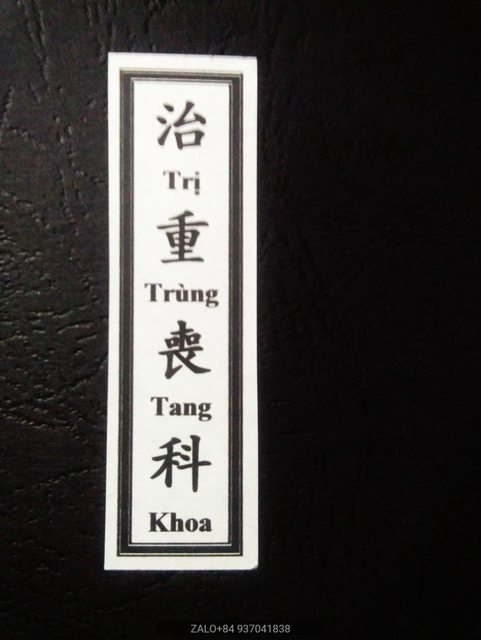 治
Trị
重
Trùng
喪
Tang
科
Khoa
ZALO+84 937041838